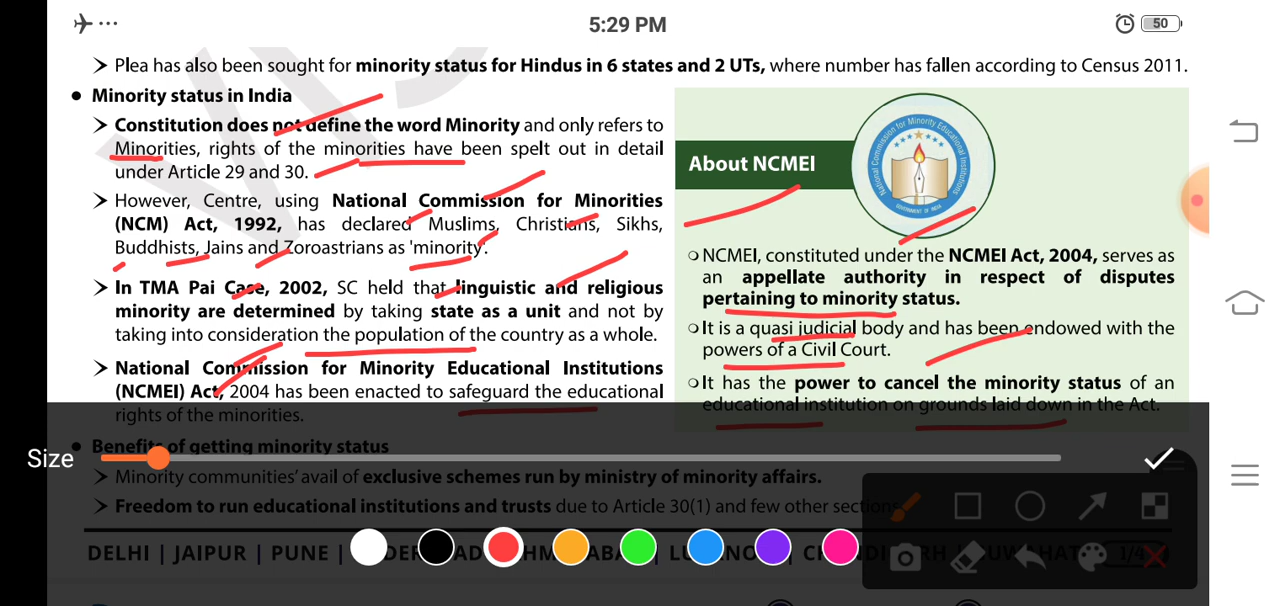 5:29 PM
50
➢ Plea has also been sought for minority status for Hindus in 6 states and 2 UTs, where number has fallen according to Census 2011.
• Minority status in India
➢ Constitution does not define the word Minority and only refers to
Minorities, rights of the minorities have been spelt out in detail
under Article 29 and 30.
➢ However, Centre, using National Commission for Minorities
(NCM) Act, 1992, has declared Muslims, Christians, Sikhs,
Buddhists, Jains and Zoroastrians as 'minority'.
➢ In TMA Pai Case, 2002, SC held that linguistic and religious
minority are determined by taking state as a unit and not by
taking into consideration the population of the country as a whole.
➢ National Commission for Minority Educational Institutions
(NCMEI) Act, 2004 has been enacted to safeguard the educational
rights of the minorities.
About NCMEI
National Commission for Minority Educational Institutions
GOVERNMENT OF INDIA
○ NCMEI, constituted under the NCMEI Act, 2004, serves as
an appellate authority in respect of disputes
pertaining to minority status.
○ It is a quasi judicial body and has been endowed with the
powers of a Civil Court.
○ It has the power to cancel the minority status of an
educational institution on grounds laid down in the Act.
• Benefits of getting minority status
➢ Minority communities' avail of exclusive schemes run by ministry of minority affairs.
➢ Freedom to run educational institutions and trusts due to Article 30(1) and few other sections
Size
DELHI | JAIPUR | PUNE |